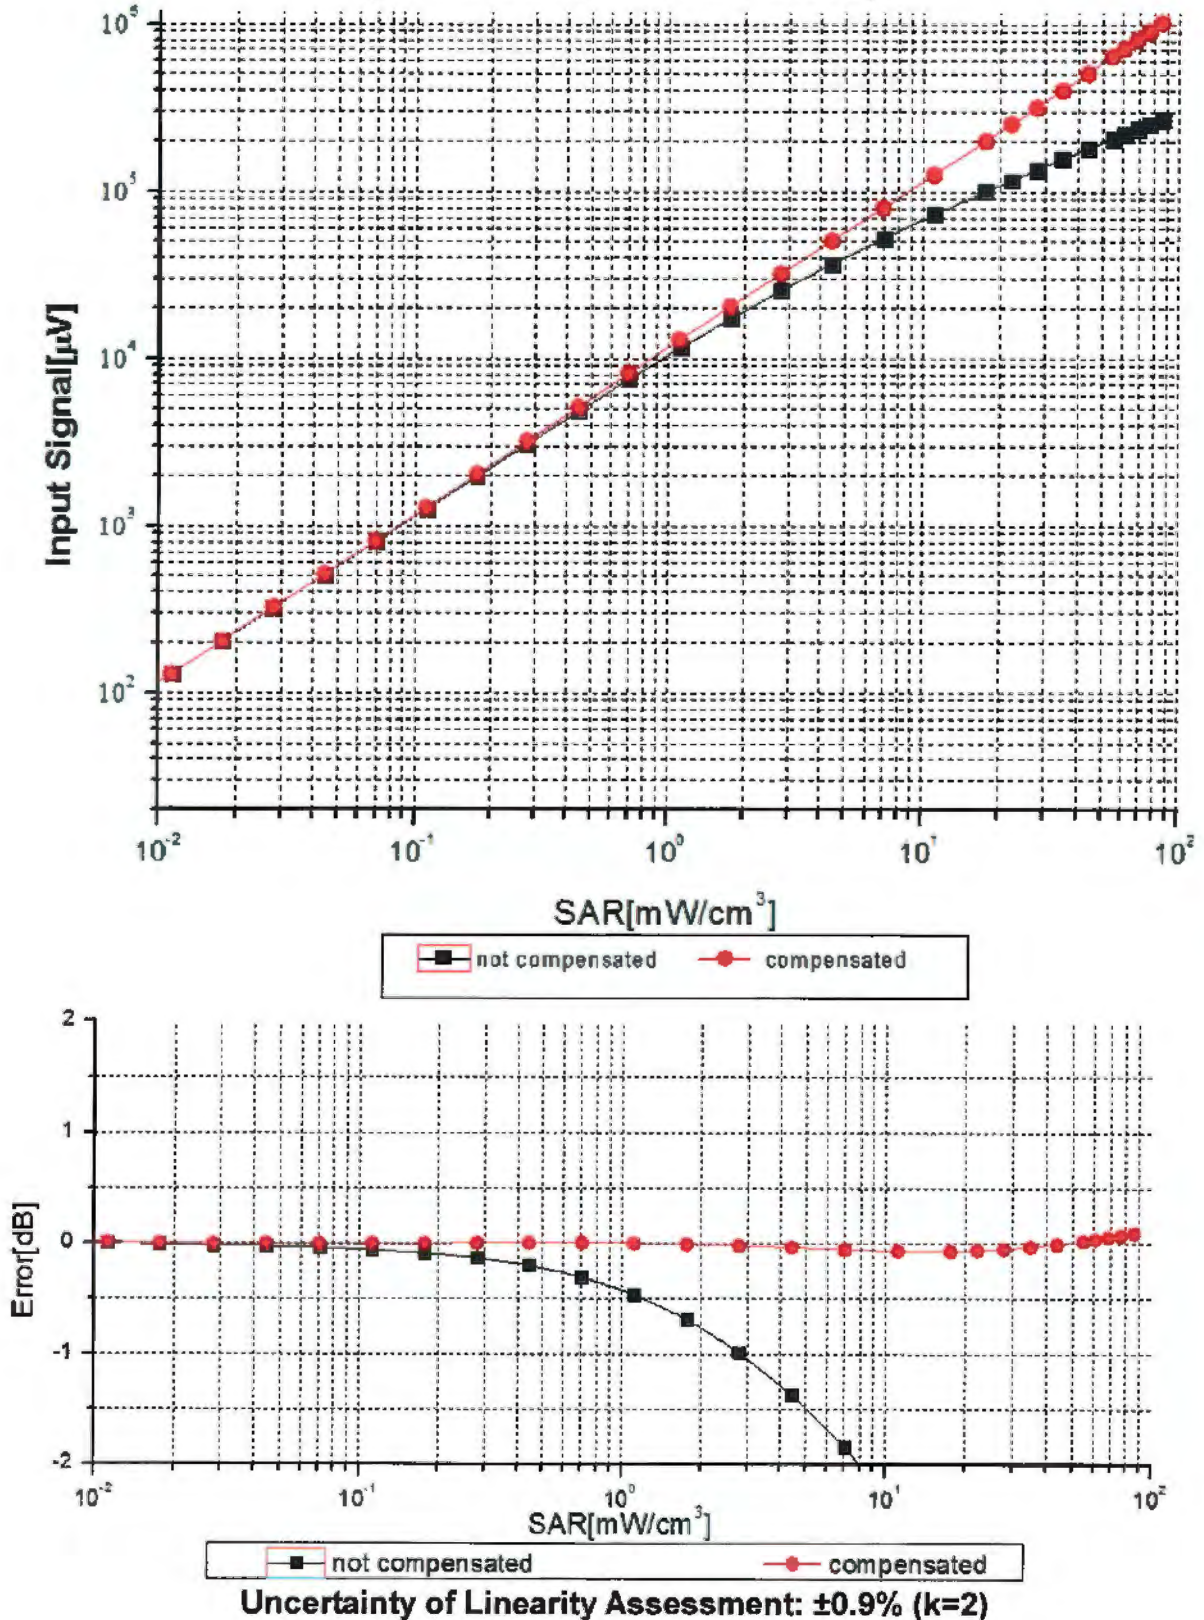 10⁶
10⁵
Input Signal[µV]
10⁴
10³
10²
10⁻² 10⁻¹ 10⁰ 10¹ 10²
SAR[mW/cm³]
not compensated compensated
2
1
Error[dB]
0
-1
-2
10⁻² 10⁻¹ 10⁰ 10¹ 10²
SAR[mW/cm³]
not compensated compensated
Uncertainty of Linearity Assessment: ±0.9% (k=2)